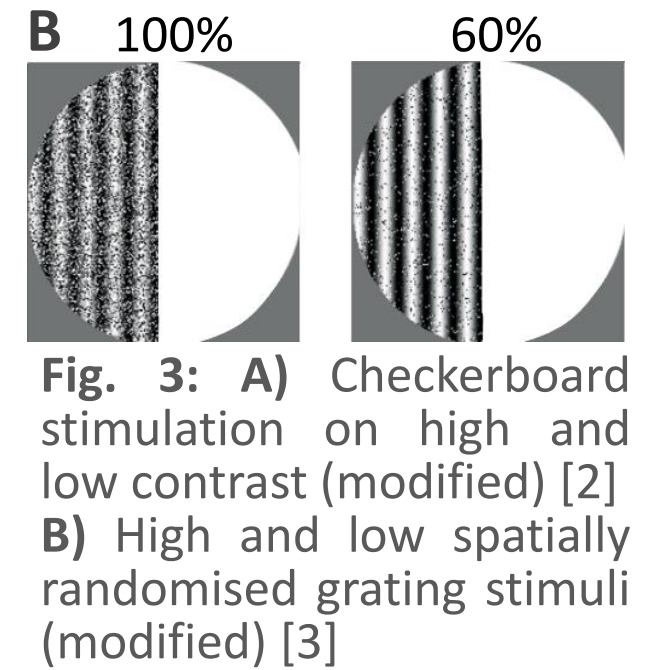 B 100% 60%
Fig. 3: A) Checkerboard
stimulation on high and
low contrast (modified) [2]
B) High and low spatially
randomised grating stimuli
(modified) [3]